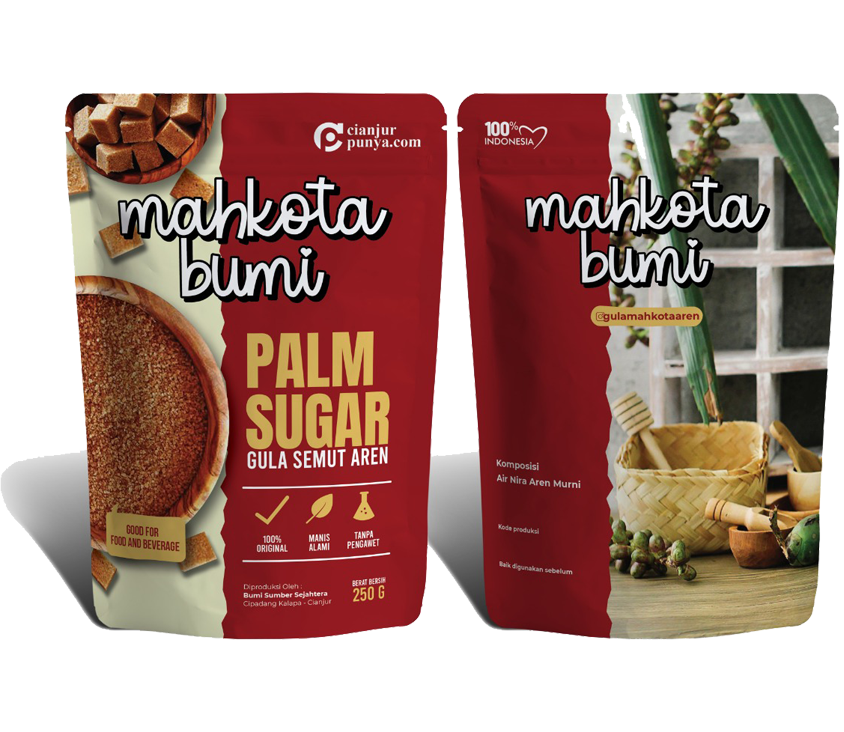 cianjur
punya.com
mahkota
bumi
PALM
SUGAR
GULA SEMUT AREN
100%
ORIGINAL
MANIS
ALAMI
TANPA
PENGAWET
GOOD FOR
FOOD AND BEVERAGE
Diproduksi Oleh :
Bumi Sumber Sejahtera
Cipadang Kalapa - Cianjur
BERAT BERSIH
250 G
100%
INDONESIA
mahkota
bumi
@gulamahkotaaren
Komposisi
Air Nira Aren Murni
Kode produksi
Baik digunakan sebelum